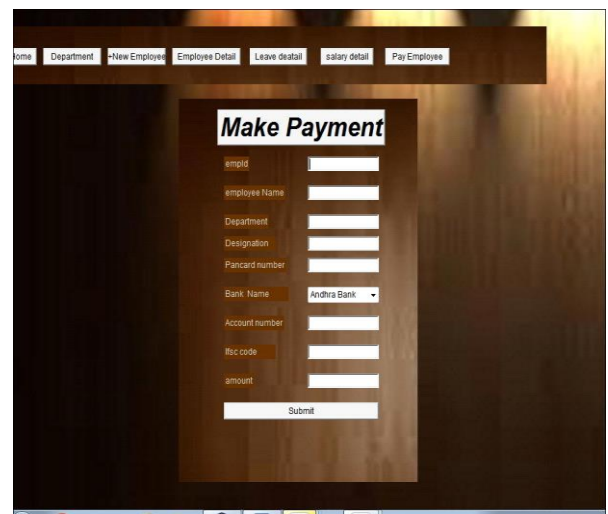 Home Department +New Employee Employee Detail Leave deatail salary detail Pay Employee
Make Payment
empId
employee Name
Department
Designation
Pancard number
Bank Name Andhra Bank
Account number
Ifsc code
amount
Submit